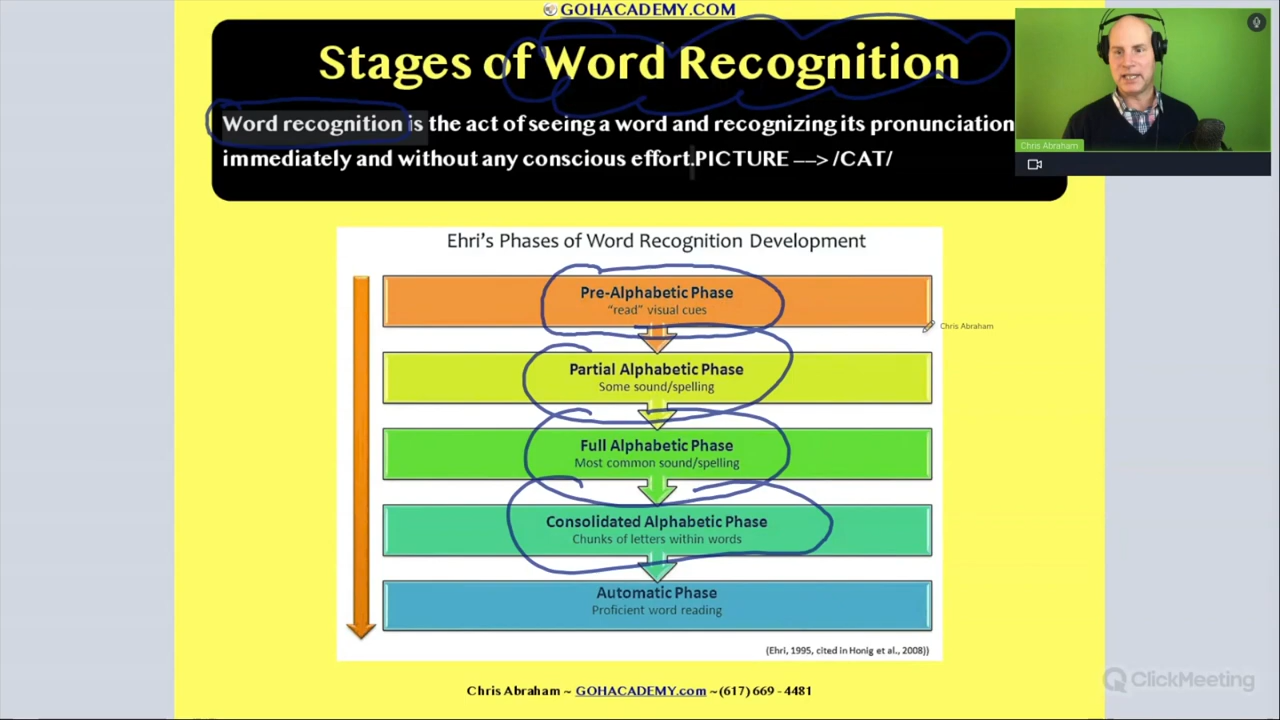 GOHACADEMY.COM
Stages of Word Recognition
Word recognition is the act of seeing a word and recognizing its pronunciation
immediately and without any conscious effort.PICTURE —> /CAT/
Chris Abraham
Ehri's Phases of Word Recognition Development
Pre-Alphabetic Phase
"read" visual cues
Chris Abraham
Partial Alphabetic Phase
Some sound/spelling
Full Alphabetic Phase
Most common sound/spelling
Consolidated Alphabetic Phase
Chunks of letters within words
Automatic Phase
Proficient word reading
(Ehri, 1995, cited in Honig et al., 2008))
Chris Abraham ~ GOHACADEMY.com ~(617) 669 - 4481
ClickMeeting